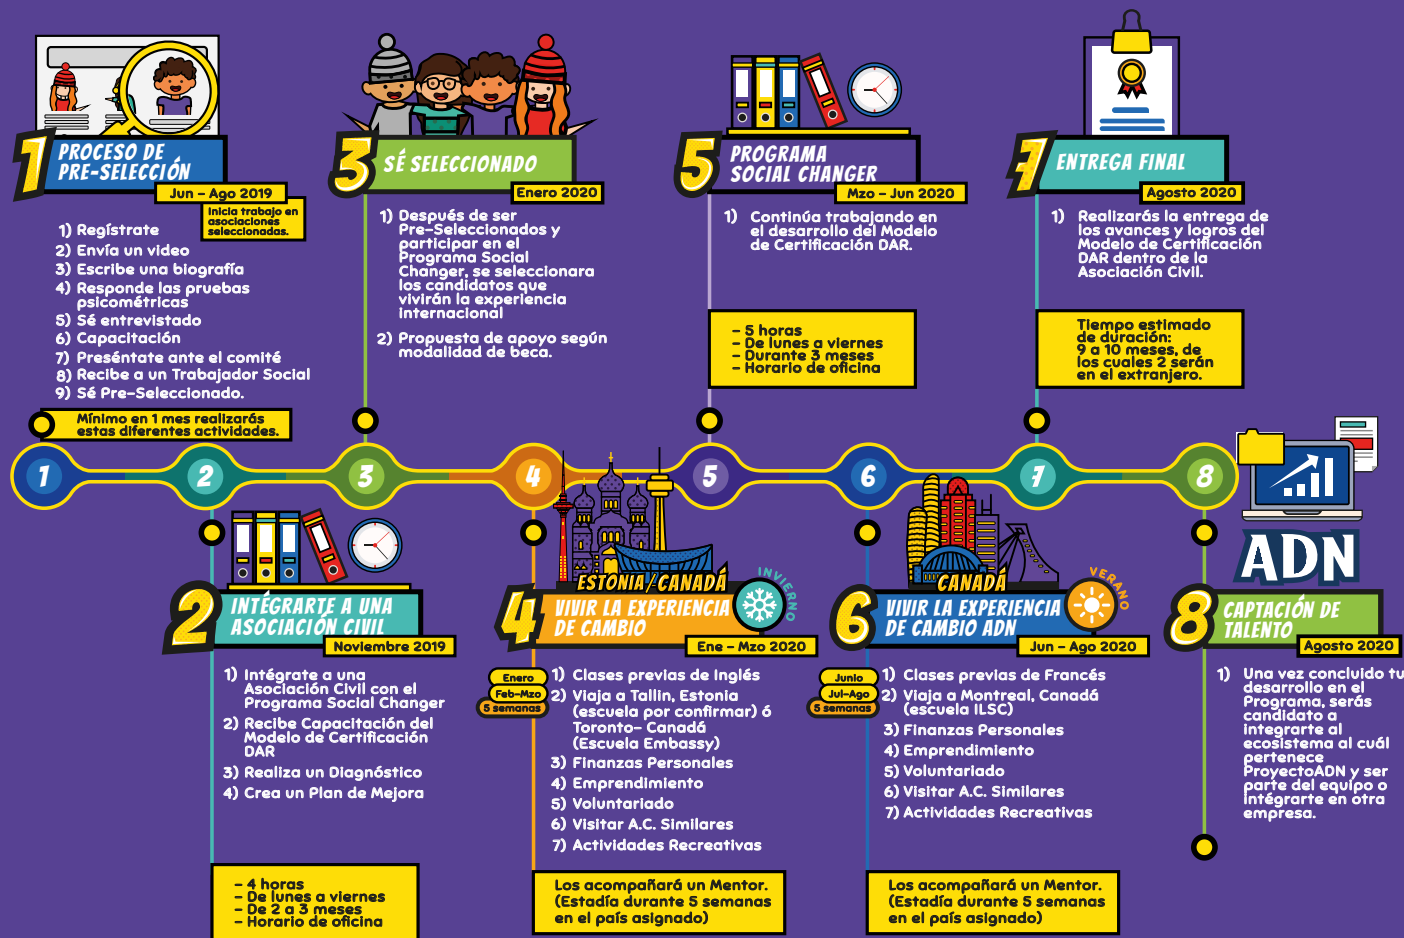 1
PROCESO DE
PRE-SELECCIÓN
Jun - Ago 2019
Inicia trabajo en
asociaciones
seleccionadas.
1) Regístrate
2) Envía un video
3) Escribe una biografía
4) Responde las pruebas
psicométricas
5) Sé entrevistado
6) Capacitación
7) Preséntate ante el comité
8) Recibe a un Trabajador Social
9) Sé Pre-Seleccionado.
Mínimo en 1 mes realizarás
estas diferentes actividades.
3
SÉ SELECCIONADO
Enero 2020
1) Después de ser
Pre-Seleccionados y
participar en el
Programa Social
Changer, se seleccionara
los candidatos que
vivirán la experiencia
internacional
2) Propuesta de apoyo según
modalidad de beca.
5
PROGRAMA
SOCIAL CHANGER
Mzo - Jun 2020
1) Continúa trabajando en
el desarrollo del Modelo
de Certificación DAR.
- 5 horas
- De lunes a viernes
- Durante 3 meses
- Horario de oficina
7
ENTREGA FINAL
Agosto 2020
1) Realizarás la entrega de
los avances y logros del
Modelo de Certificación
DAR dentro de la
Asociación Civil.
Tiempo estimado
de duración:
9 a 10 meses, de
los cuales 2 serán
en el extranjero.
1 2 3 4 5 6 7 8
2
INTÉGRARTE A UNA
ASOCIACIÓN CIVIL
Noviembre 2019
1) Intégrate a una
Asociación Civil con el
Programa Social Changer
2) Recibe Capacitación del
Modelo de Certificación
DAR
3) Realiza un Diagnóstico
4) Crea un Plan de Mejora
- 4 horas
- De lunes a viernes
- De 2 a 3 meses
- Horario de oficina
ESTONIA/CANADÁ
INVIERNO
4
VIVIR LA EXPERIENCIA
DE CAMBIO
Ene - Mzo 2020
Enero
Feb-Mzo
5 semanas
1) Clases previas de Inglés
2) Viaja a Tallin, Estonia
(escuela por confirmar) ó
Toronto- Canadá
(Escuela Embassy)
3) Finanzas Personales
4) Emprendimiento
5) Voluntariado
6) Visitar A.C. Similares
7) Actividades Recreativas
Los acompañará un Mentor.
(Estadía durante 5 semanas
en el país asignado)
CANADÁ
VERANO
6
VIVIR LA EXPERIENCIA
DE CAMBIO ADN
Jun - Ago 2020
Junio
Jul-Ago
5 semanas
1) Clases previas de Francés
2) Viaja a Montreal, Canadá
(escuela ILSC)
3) Finanzas Personales
4) Emprendimiento
5) Voluntariado
6) Visitar A.C. Similares
7) Actividades Recreativas
Los acompañará un Mentor.
(Estadía durante 5 semanas
en el país asignado)
ADN
8
CAPTACIÓN DE
TALENTO
Agosto 2020
1) Una vez concluido tu
desarrollo en el
Programa, serás
candidato a
integrarte al
ecosistema al cuál
pertenece
ProyectoADN y ser
parte del equipo o
intégrarte en otra
empresa.